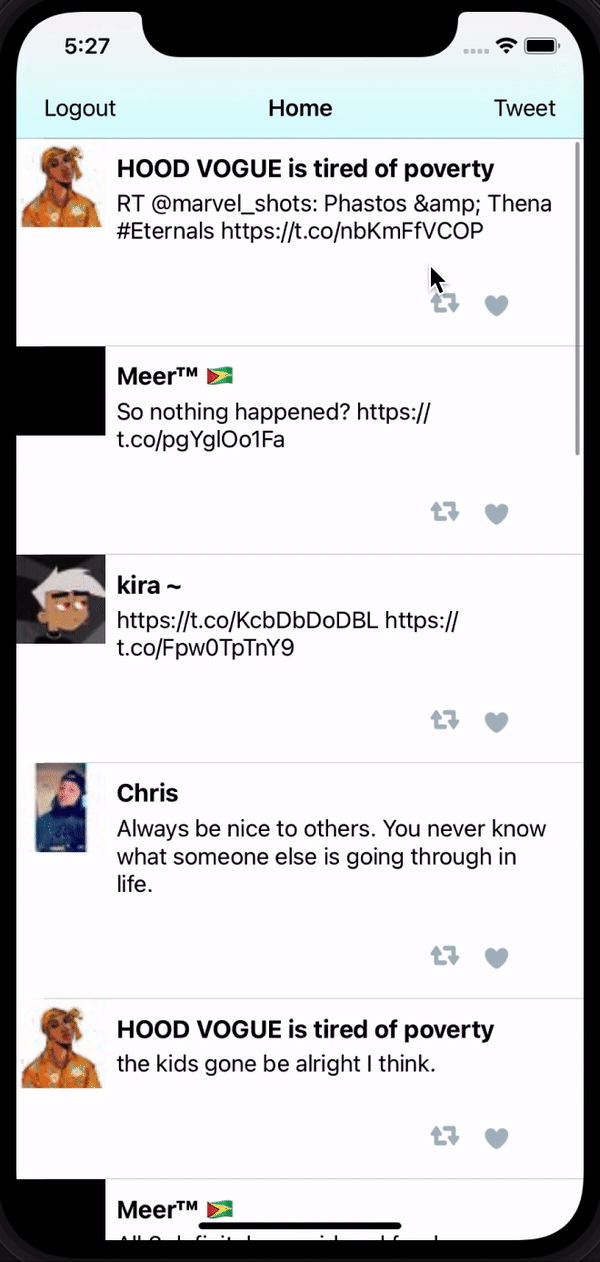 5:27
Logout Home Tweet
HOOD VOGUE is tired of poverty
RT @marvel_shots: Phastos &amp; Thena
#Eternals https://t.co/nbKmFfVCOP
Meer™ 🇬🇾
So nothing happened? https://
t.co/pgYglOo1Fa
kira ~
https://t.co/KcbDbDoDBL https://
t.co/Fpw0TpTnY9
Chris
Always be nice to others. You never know
what someone else is going through in
life.
HOOD VOGUE is tired of poverty
the kids gone be alright I think.
Meer™ 🇬🇾